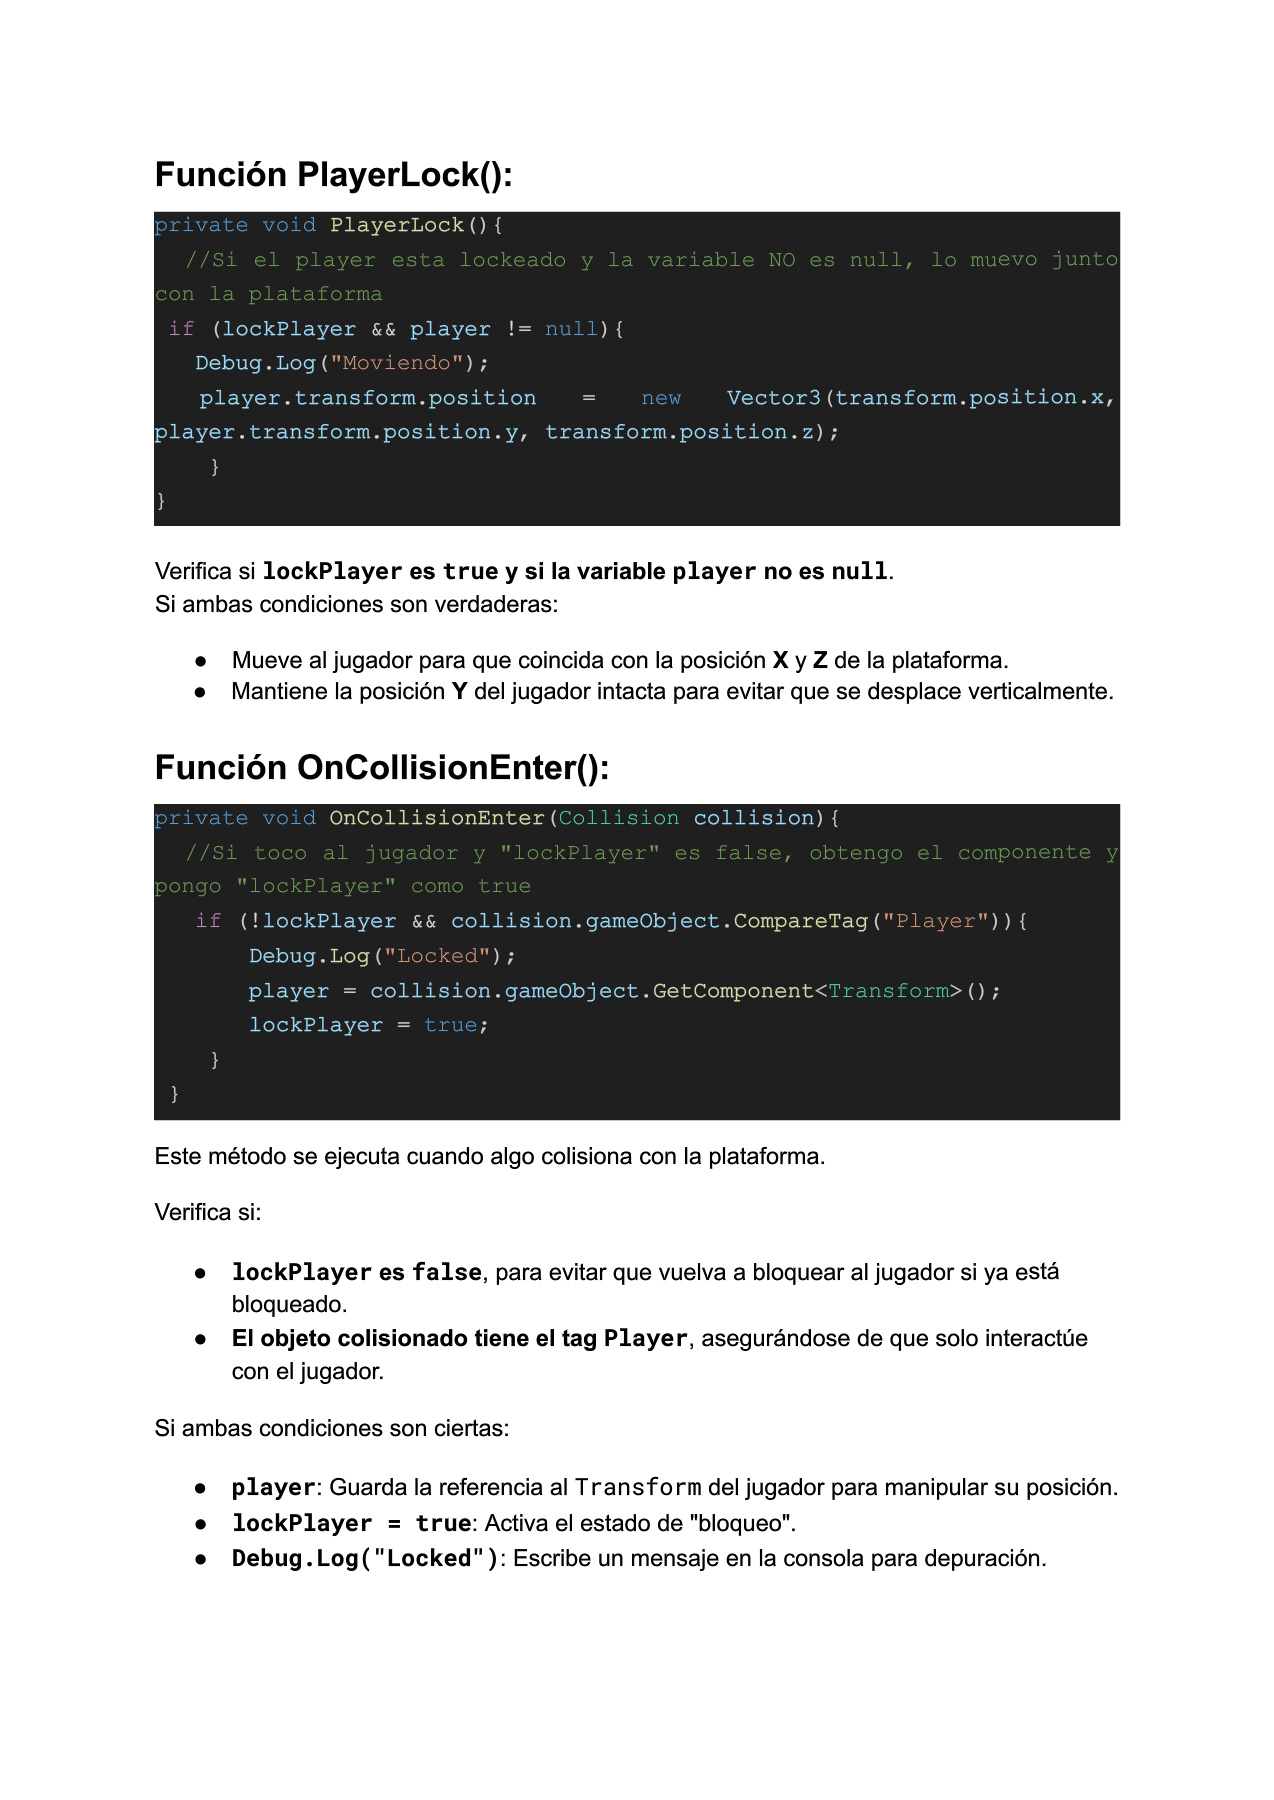 Función PlayerLock():
private void PlayerLock(){
//Si el player esta lockeado y la variable NO es null, lo muevo junto
con la plataforma
if (lockPlayer && player != null){
Debug.Log("Moviendo");
player.transform.position = new Vector3(transform.position.x,
player.transform.position.y, transform.position.z);
}
}
Verifica si lockPlayer es true y si la variable player no es null.
Si ambas condiciones son verdaderas:
● Mueve al jugador para que coincida con la posición X y Z de la plataforma.
● Mantiene la posición Y del jugador intacta para evitar que se desplace verticalmente.
Función OnCollisionEnter():
private void OnCollisionEnter(Collision collision){
//Si toco al jugador y "lockPlayer" es false, obtengo el componente y
pongo "lockPlayer" como true
if (!lockPlayer && collision.gameObject.CompareTag("Player")){
Debug.Log("Locked");
player = collision.gameObject.GetComponent<Transform>();
lockPlayer = true;
}
}
Este método se ejecuta cuando algo colisiona con la plataforma.
Verifica si:
● lockPlayer es false, para evitar que vuelva a bloquear al jugador si ya está
bloqueado.
● El objeto colisionado tiene el tag Player, asegurándose de que solo interactúe
con el jugador.
Si ambas condiciones son ciertas:
● player: Guarda la referencia al Transform del jugador para manipular su posición.
● lockPlayer = true: Activa el estado de "bloqueo".
● Debug.Log("Locked"): Escribe un mensaje en la consola para depuración.